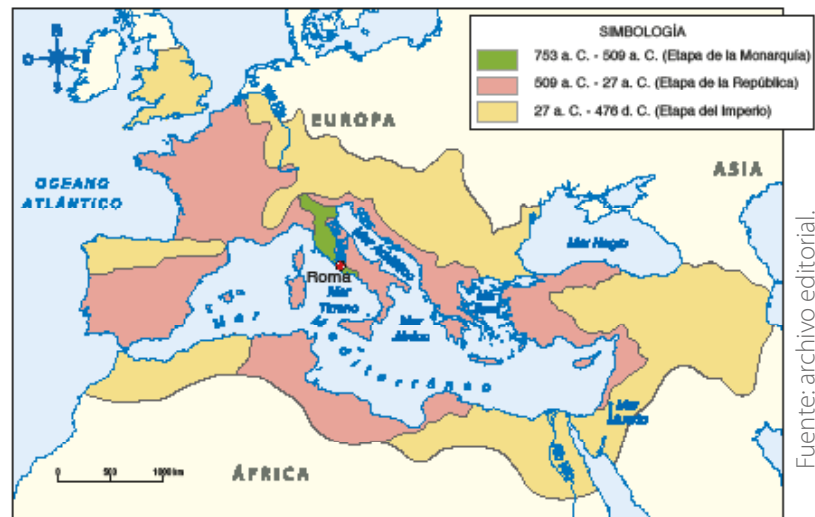 SIMBOLOGÍA
753 a. C. - 509 a. C. (Etapa de la Monarquía)
509 a. C. - 27 a. C. (Etapa de la República)
27 a. C. - 476 d. C. (Etapa del Imperio)
EUROPA
ASIA
OCEANO
ATLÁNTICO
Mar Negro
Roma
Mar
Tirreno
Mar
Mar Mediterráneo
Mar
Muerto
0 500 1000 km
ÁFRICA
Fuente: archivo editorial.